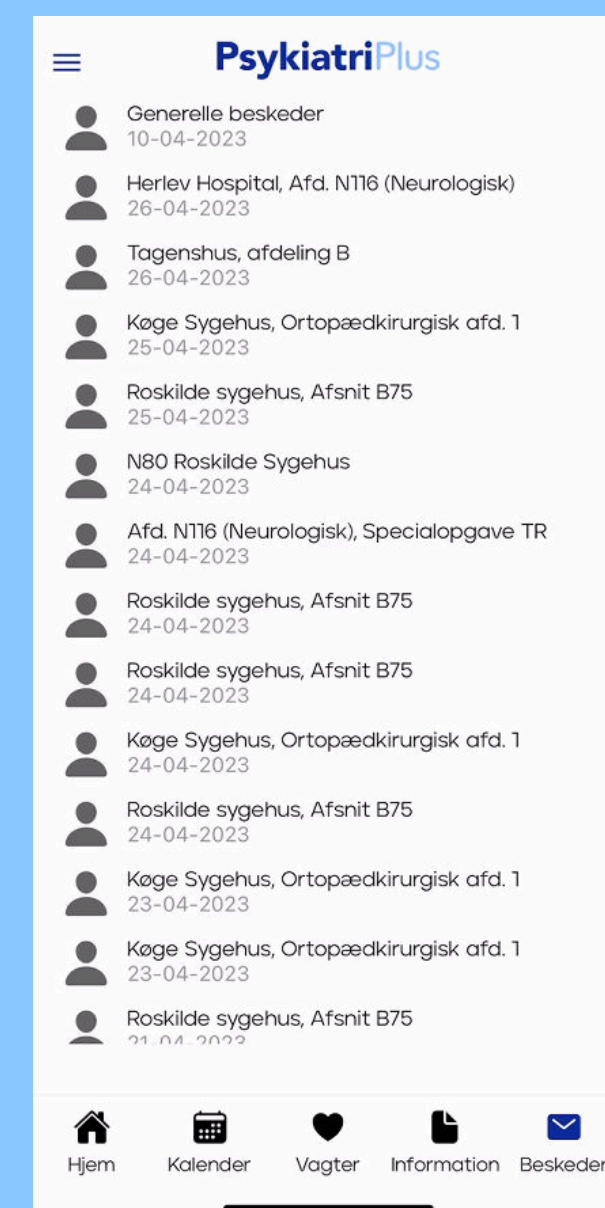 PsykiatriPlus
Generelle beskeder
10-04-2023
Herlev Hospital, Afd. N116 (Neurologisk)
26-04-2023
Tagenshus, afdeling B
26-04-2023
Køge Sygehus, Ortopædkirurgisk afd. 1
25-04-2023
Roskilde sygehus, Afsnit B75
25-04-2023
N80 Roskilde Sygehus
24-04-2023
Afd. N116 (Neurologisk), Specialopgave TR
24-04-2023
Roskilde sygehus, Afsnit B75
24-04-2023
Roskilde sygehus, Afsnit B75
24-04-2023
Køge Sygehus, Ortopædkirurgisk afd. 1
24-04-2023
Roskilde sygehus, Afsnit B75
24-04-2023
Køge Sygehus, Ortopædkirurgisk afd. 1
23-04-2023
Køge Sygehus, Ortopædkirurgisk afd. 1
23-04-2023
Roskilde sygehus, Afsnit B75
21-04-2023
Hjem Kalender Vagter Information Beskeder